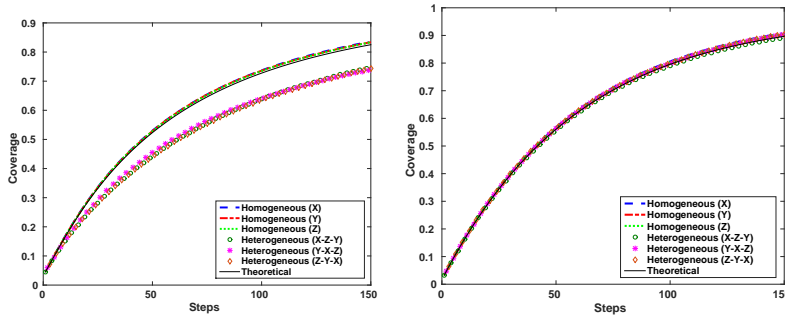 0.9
0.8
0.7
0.6
0.5
0.4
0.3
0.2
0.1
0
Coverage
Homogeneous (X)
Homogeneous (Y)
Homogeneous (Z)
Heterogeneous (X-Z-Y)
Heterogeneous (Y-X-Z)
Heterogeneous (Z-Y-X)
Theoretical
0 50 100 150
Steps
1
0.9
0.8
0.7
0.6
0.5
0.4
0.3
0.2
0.1
0
Coverage
Homogeneous (X)
Homogeneous (Y)
Homogeneous (Z)
Heterogeneous (X-Z-Y)
Heterogeneous (Y-X-Z)
Heterogeneous (Z-Y-X)
Theoretical
0 50 100 150
Steps